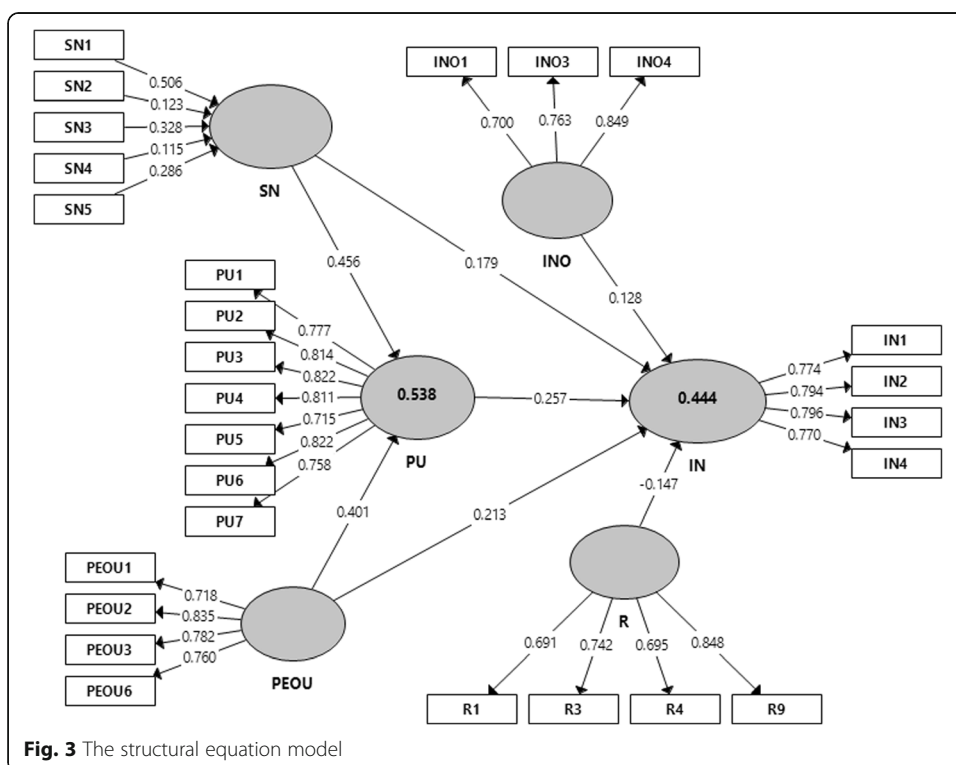 SN1
SN2
SN3
SN4
SN5
0.506
0.123
0.328
0.115
0.286
SN
INO1
INO3
INO4
0.700
0.763
0.849
INO
0.456
0.179
0.128
PU1
PU2
PU3
PU4
PU5
PU6
PU7
0.777
0.814
0.822
0.811
0.715
0.822
0.758
0.538
PU
0.257
0.444
IN
0.774
0.794
0.796
0.770
IN1
IN2
IN3
IN4
0.401
0.213
-0.147
PEOU1
PEOU2
PEOU3
PEOU6
0.718
0.835
0.782
0.760
PEOU
R
0.691
0.742
0.695
0.848
R1
R3
R4
R9
Fig. 3 The structural equation model